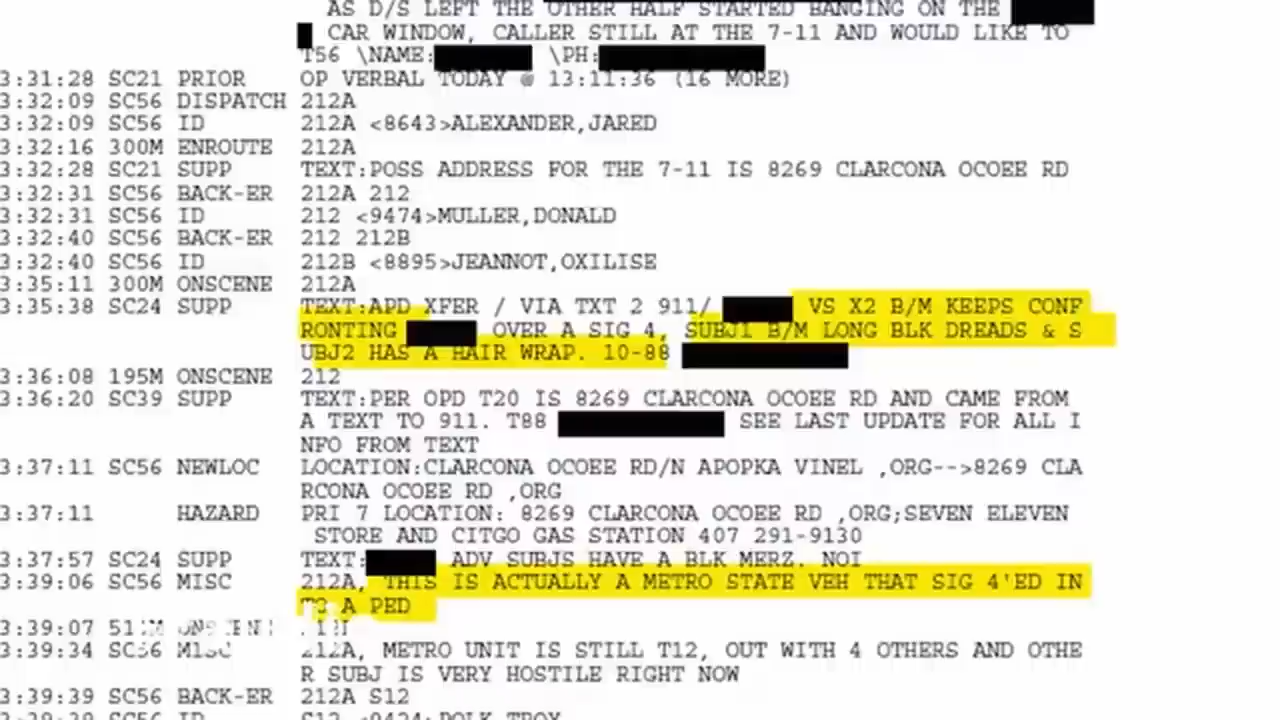 AS D/S LEFT THE OTHER HALF STARTED BANGING ON THE
CAR WINDOW, CALLER STILL AT THE 7-11 AND WOULD LIKE TO
T56 \NAME: \PH:
3:31:28 SC21 PRIOR OP VERBAL TODAY @ 13:11:36 (16 MORE)
3:32:09 SC56 DISPATCH 212A
3:32:09 SC56 ID 212A <8643>ALEXANDER,JARED
3:32:16 300M ENROUTE 212A
3:32:28 SC21 SUPP TEXT:POSS ADDRESS FOR THE 7-11 IS 8269 CLARCONA OCOEE RD
3:32:31 SC56 BACK-ER 212A 212
3:32:31 SC56 ID 212 <9474>MULLER,DONALD
3:32:40 SC56 BACK-ER 212 212B
3:32:40 SC56 ID 212B <8895>JEANNOT,OXILISE
3:35:11 300M ONSCENE 212A
3:35:38 SC24 SUPP TEXT:APD XFER / VIA TXT 2 911/ VS X2 B/M KEEPS CONF
RONTING OVER A SIG 4, SUBJ1 B/M LONG BLK DREADS & S
UBJ2 HAS A HAIR WRAP. 10-88
3:36:08 195M ONSCENE 212
3:36:20 SC39 SUPP TEXT:PER OPD T20 IS 8269 CLARCONA OCOEE RD AND CAME FROM
A TEXT TO 911. T88 SEE LAST UPDATE FOR ALL I
NFO FROM TEXT
3:37:11 SC56 NEWLOC LOCATION:CLARCONA OCOEE RD/N APOPKA VINEL ,ORG-->8269 CLA
RCONA OCOEE RD ,ORG
3:37:11 HAZARD PRI 7 LOCATION: 8269 CLARCONA OCOEE RD ,ORG;SEVEN ELEVEN
STORE AND CITGO GAS STATION 407 291-9130
3:37:57 SC24 SUPP TEXT: ADV SUBJS HAVE A BLK MERZ. NOI
3:39:06 SC56 MISC 212A, THIS IS ACTUALLY A METRO STATE VEH THAT SIG 4'ED IN
TO A PED
3:39:07
3:39:34 SC56 MISC 212A, METRO UNIT IS STILL T12, OUT WITH 4 OTHERS AND OTHE
R SUBJ IS VERY HOSTILE RIGHT NOW
3:39:39 SC56 BACK-ER 212A S12
3:39:39 SC56 ID S12 <9424>POLK,TROY